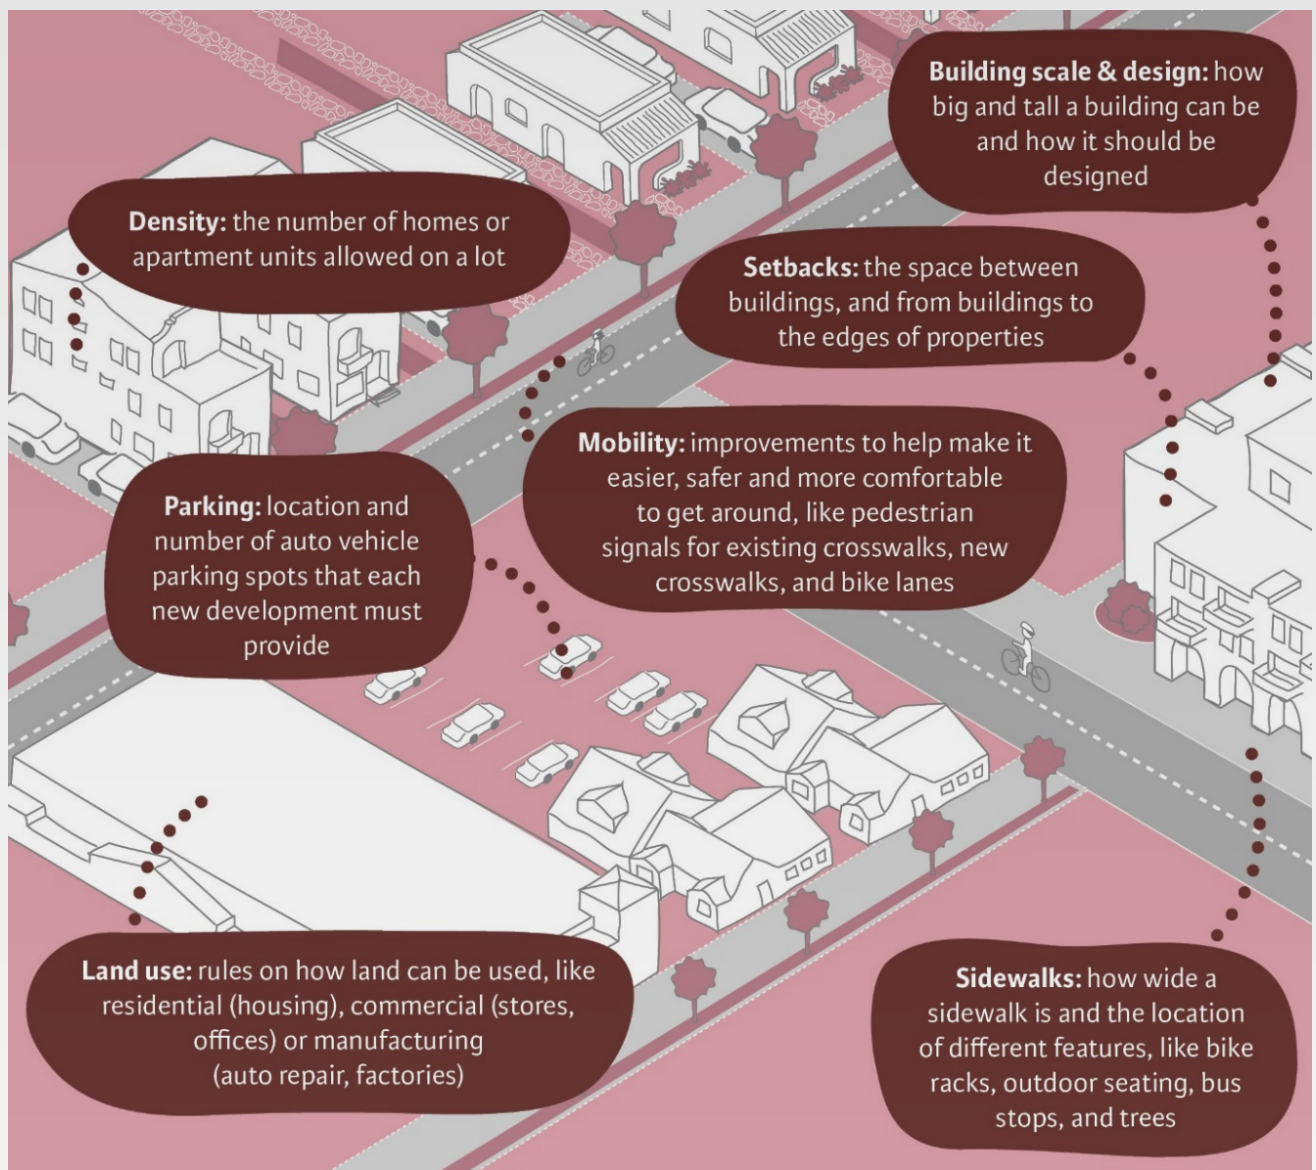 Building scale & design: how
big and tall a building can be
and how it should be
designed
Density: the number of homes or
apartment units allowed on a lot
Setbacks: the space between
buildings, and from buildings to
the edges of properties
Mobility: improvements to help make it
easier, safer and more comfortable
to get around, like pedestrian
signals for existing crosswalks, new
crosswalks, and bike lanes
Parking: location and
number of auto vehicle
parking spots that each
new development must
provide
Land use: rules on how land can be used, like
residential (housing), commercial (stores,
offices) or manufacturing
(auto repair, factories)
Sidewalks: how wide a
sidewalk is and the location
of different features, like bike
racks, outdoor seating, bus
stops, and trees